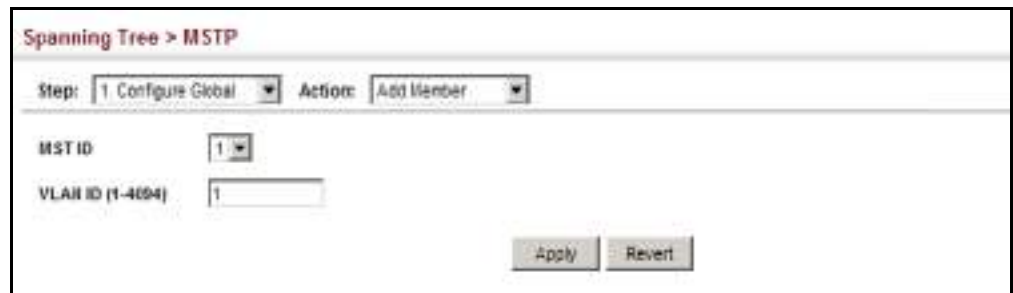 Spanning Tree > MSTP
Step: 1. Configure Global Action: Add Member
MST ID 1
VLAN ID (1-4094) 1
Apply Revert